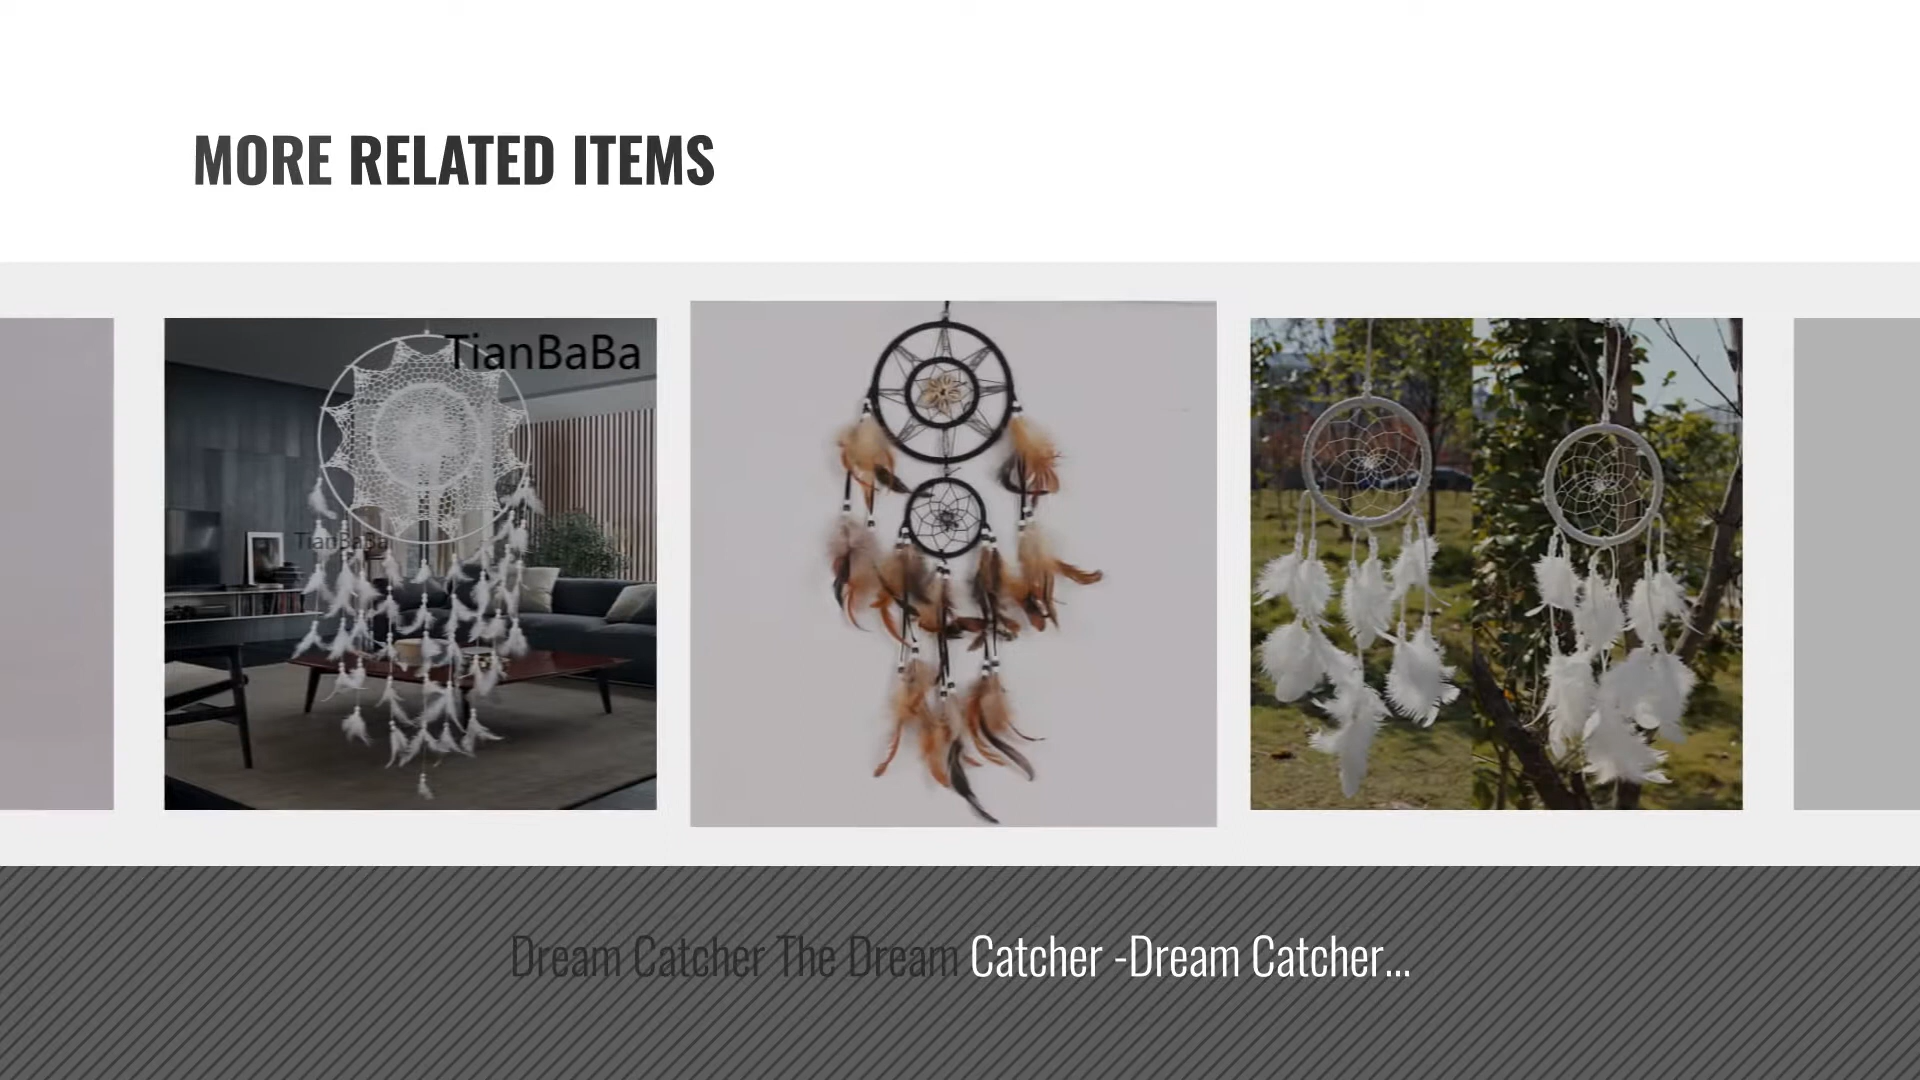 MORE RELATED ITEMS
TianBaBa
TianBaBa
Dream Catcher The Dream Catcher -Dream Catcher...